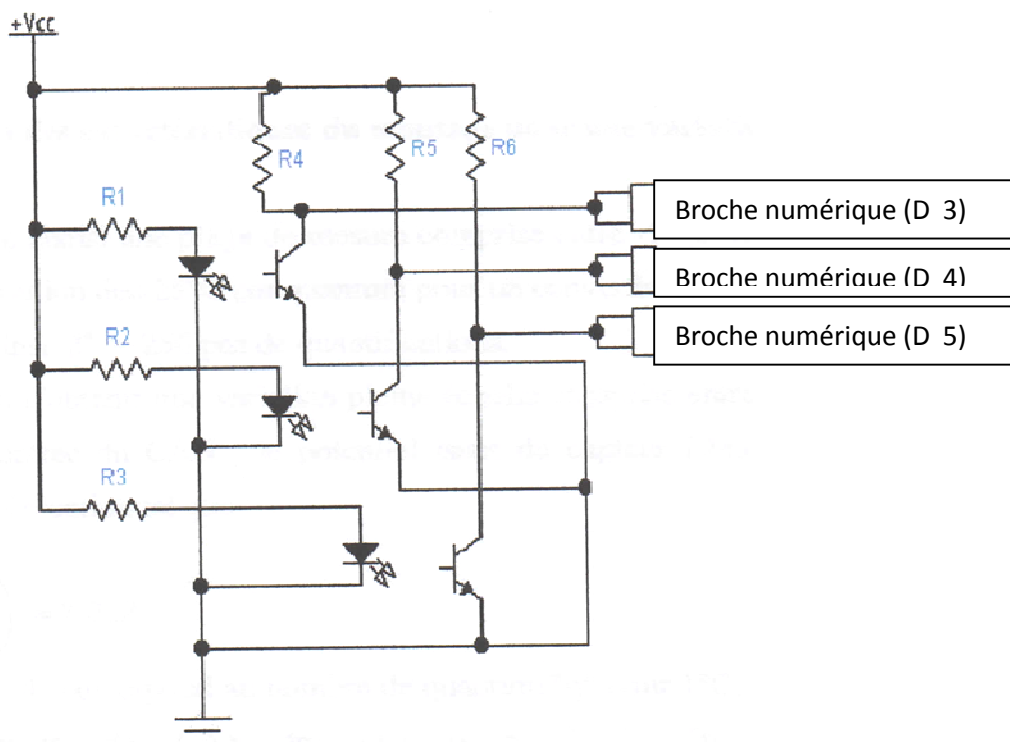 +Vcc
R4
R5
R6
R1
Broche numérique (D 3)
Broche numérique (D 4)
R2
Broche numérique (D 5)
R3